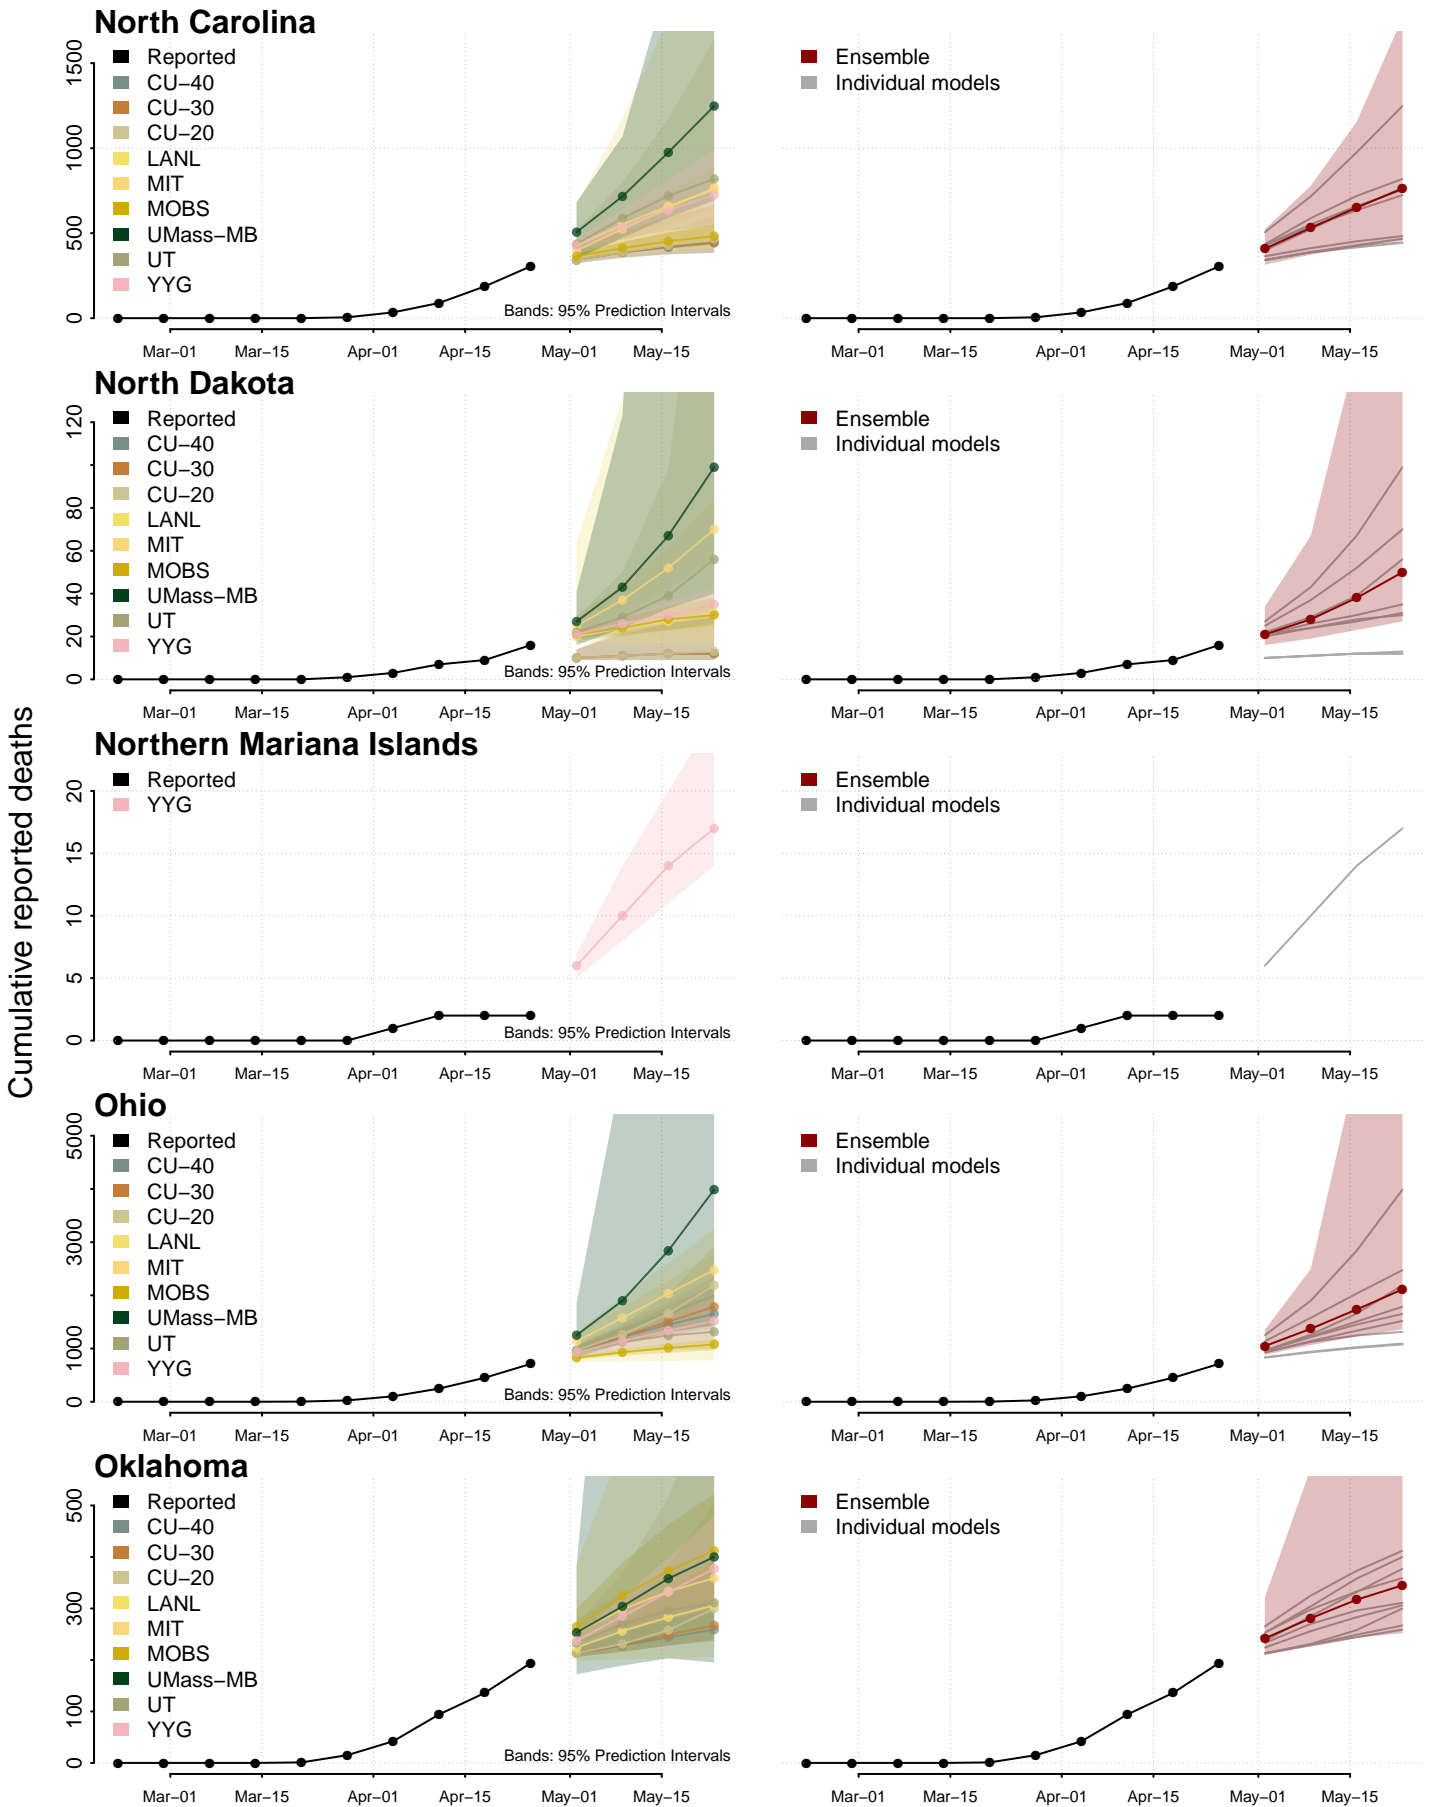 Cumulative reported deaths
North Carolina
1500
1000
500
0
Reported
CU−40
CU−30
CU−20
LANL
MIT
MOBS
UMass−MB
UT
YYG
Bands: 95% Prediction Intervals
Mar−01 Mar−15 Apr−01 Apr−15 May−01 May−15
Ensemble
Individual models
Mar−01 Mar−15 Apr−01 Apr−15 May−01 May−15
North Dakota
120
80
60
40
20
0
Reported
CU−40
CU−30
CU−20
LANL
MIT
MOBS
UMass−MB
UT
YYG
Bands: 95% Prediction Intervals
Mar−01 Mar−15 Apr−01 Apr−15 May−01 May−15
Ensemble
Individual models
Mar−01 Mar−15 Apr−01 Apr−15 May−01 May−15
Northern Mariana Islands
20
15
10
5
0
Reported
YYG
Bands: 95% Prediction Intervals
Mar−01 Mar−15 Apr−01 Apr−15 May−01 May−15
Ensemble
Individual models
Mar−01 Mar−15 Apr−01 Apr−15 May−01 May−15
Ohio
5000
3000
1000
0
Reported
CU−40
CU−30
CU−20
LANL
MIT
MOBS
UMass−MB
UT
YYG
Bands: 95% Prediction Intervals
Mar−01 Mar−15 Apr−01 Apr−15 May−01 May−15
Ensemble
Individual models
Mar−01 Mar−15 Apr−01 Apr−15 May−01 May−15
Oklahoma
500
300
100
0
Reported
CU−40
CU−30
CU−20
LANL
MIT
MOBS
UMass−MB
UT
YYG
Bands: 95% Prediction Intervals
Mar−01 Mar−15 Apr−01 Apr−15 May−01 May−15
Ensemble
Individual models
Mar−01 Mar−15 Apr−01 Apr−15 May−01 May−15